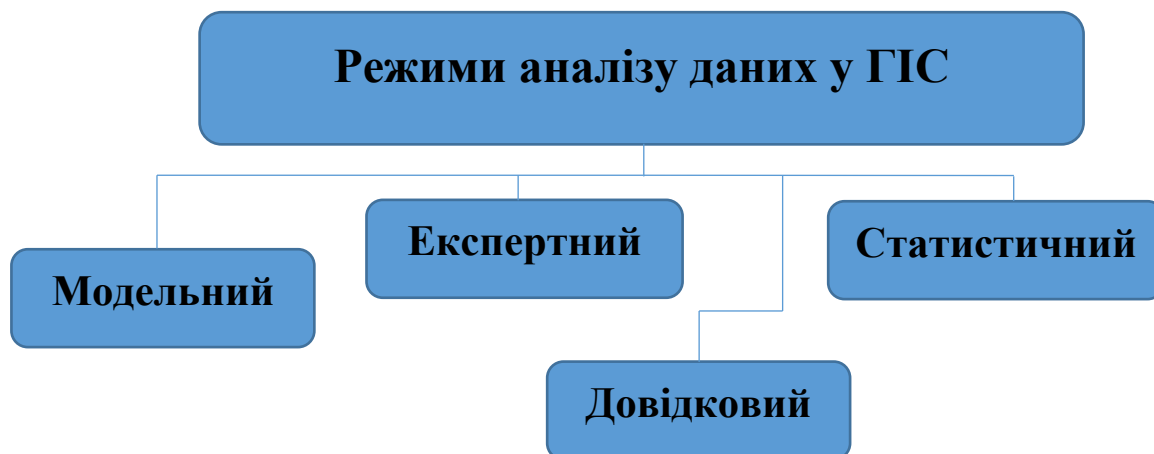 Режими аналізу даних у ГІС
Експертний
Статистичний
Модельний
Довідковий